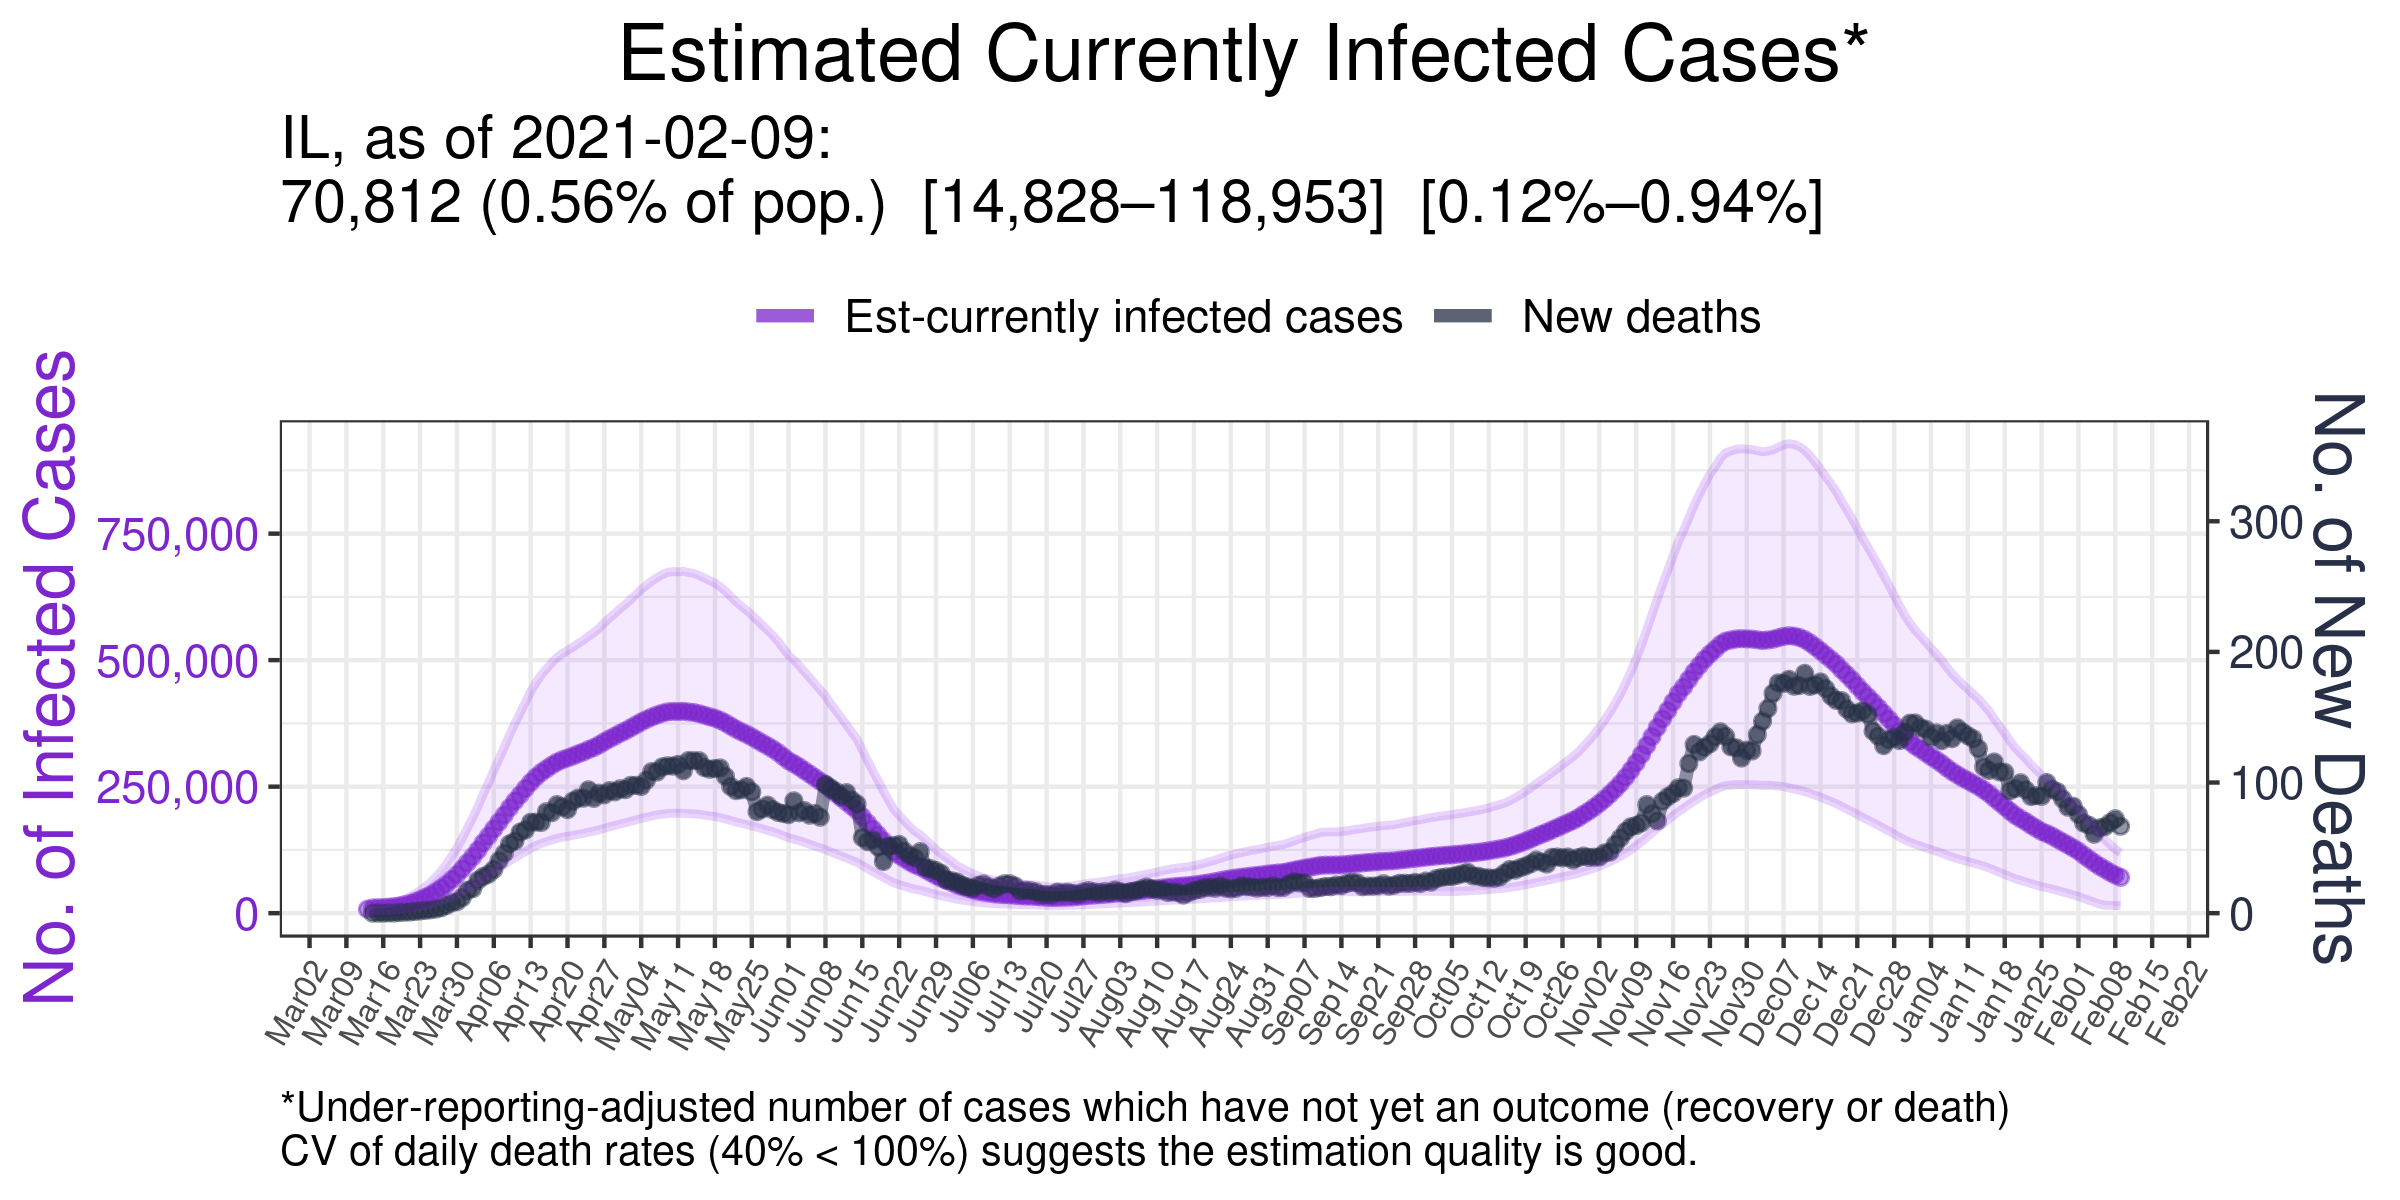 Estimated Currently Infected Cases*
IL, as of 2021-02-09:
70,812 (0.56% of pop.)  [14,828–118,953]  [0.12%–0.94%]
Est-currently infected cases
New deaths
No. of Infected Cases
750,000
500,000
250,000
0
300
200
100
0
No. of New Deaths
Mar02
Mar09
Mar16
Mar23
Mar30
Apr06
Apr13
Apr20
Apr27
May04
May11
May18
May25
Jun01
Jun08
Jun15
Jun22
Jun29
Jul06
Jul13
Jul20
Jul27
Aug03
Aug10
Aug17
Aug24
Aug31
Sep07
Sep14
Sep21
Sep28
Oct05
Oct12
Oct19
Oct26
Nov02
Nov09
Nov16
Nov23
Nov30
Dec07
Dec14
Dec21
Dec28
Jan04
Jan11
Jan18
Jan25
Feb01
Feb08
Feb15
Feb22
*Under-reporting-adjusted number of cases which have not yet an outcome (recovery or death)
CV of daily death rates (40% < 100%) suggests the estimation quality is good.